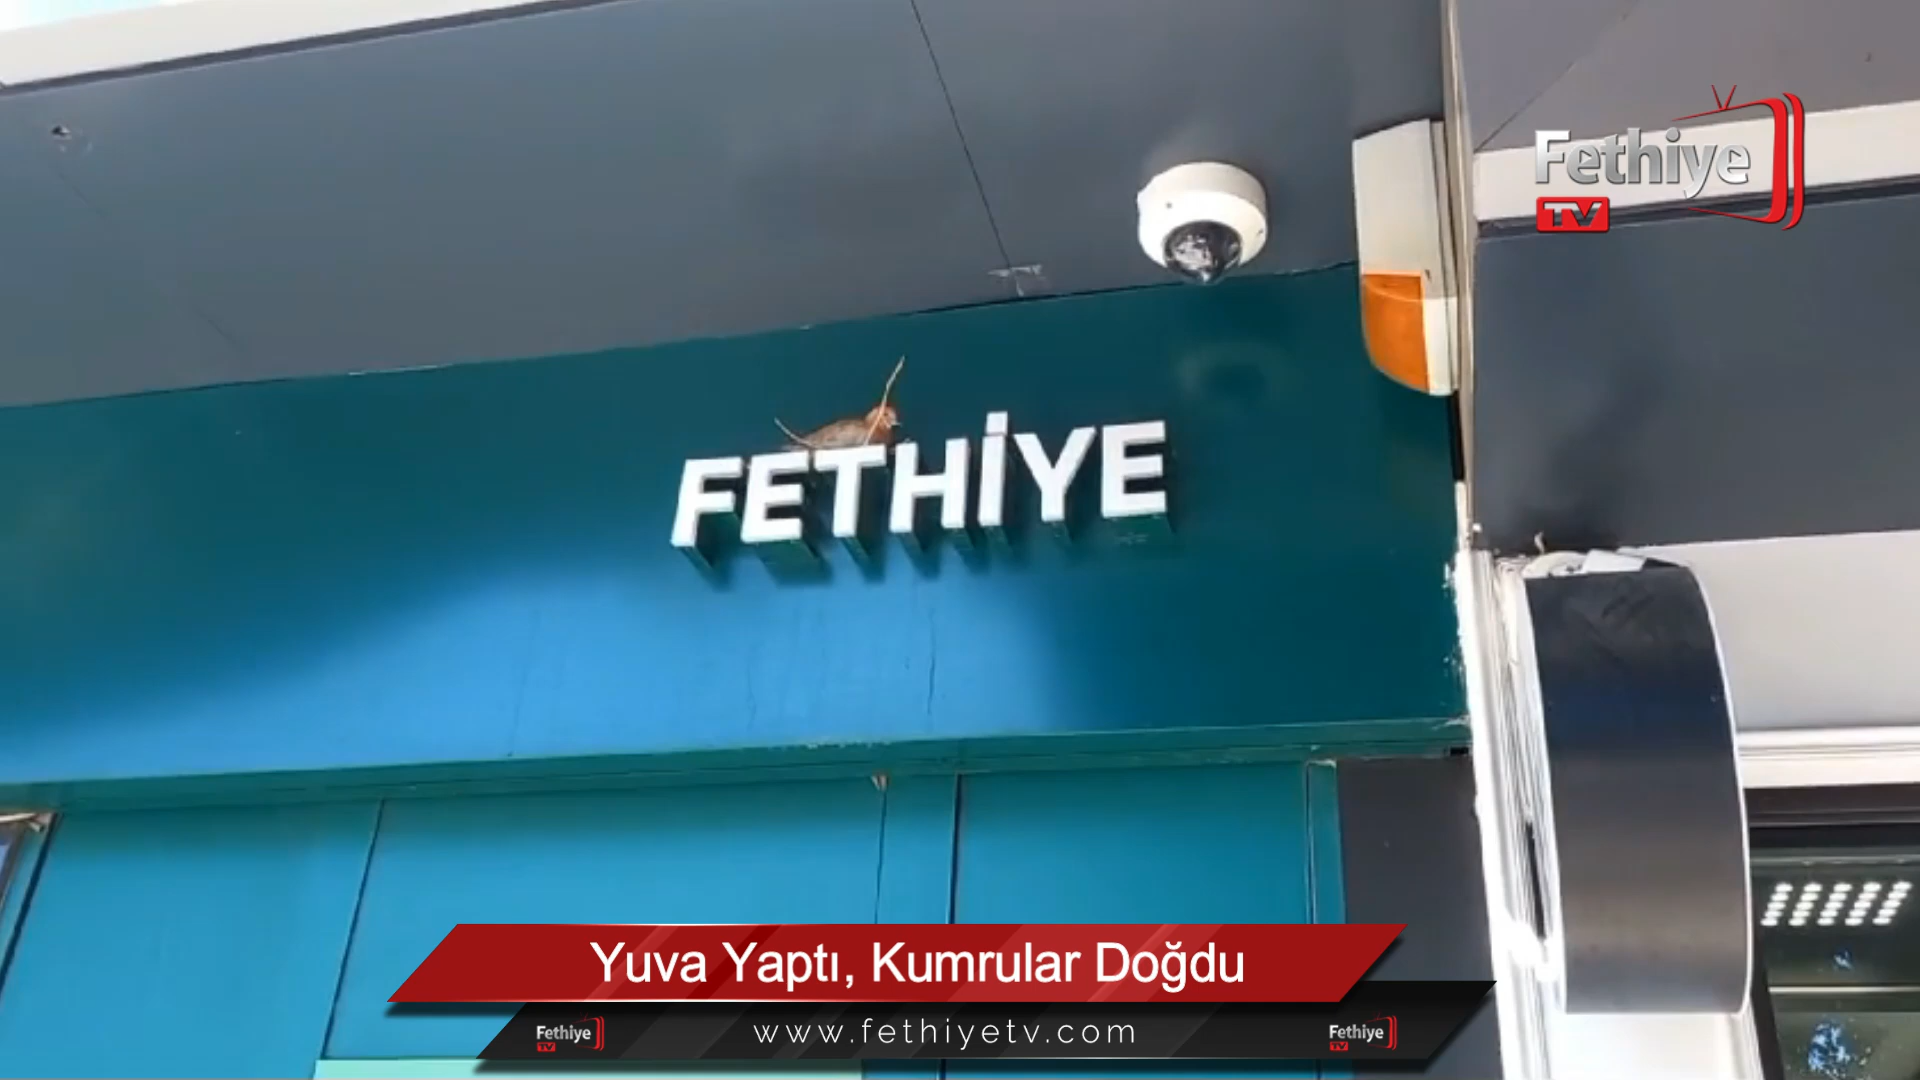 Fethiye
TV
FETHİYE
Yuva Yaptı, Kumrular Doğdu
Fethiye
TV
www.fethiyetv.com
Fethiye
TV